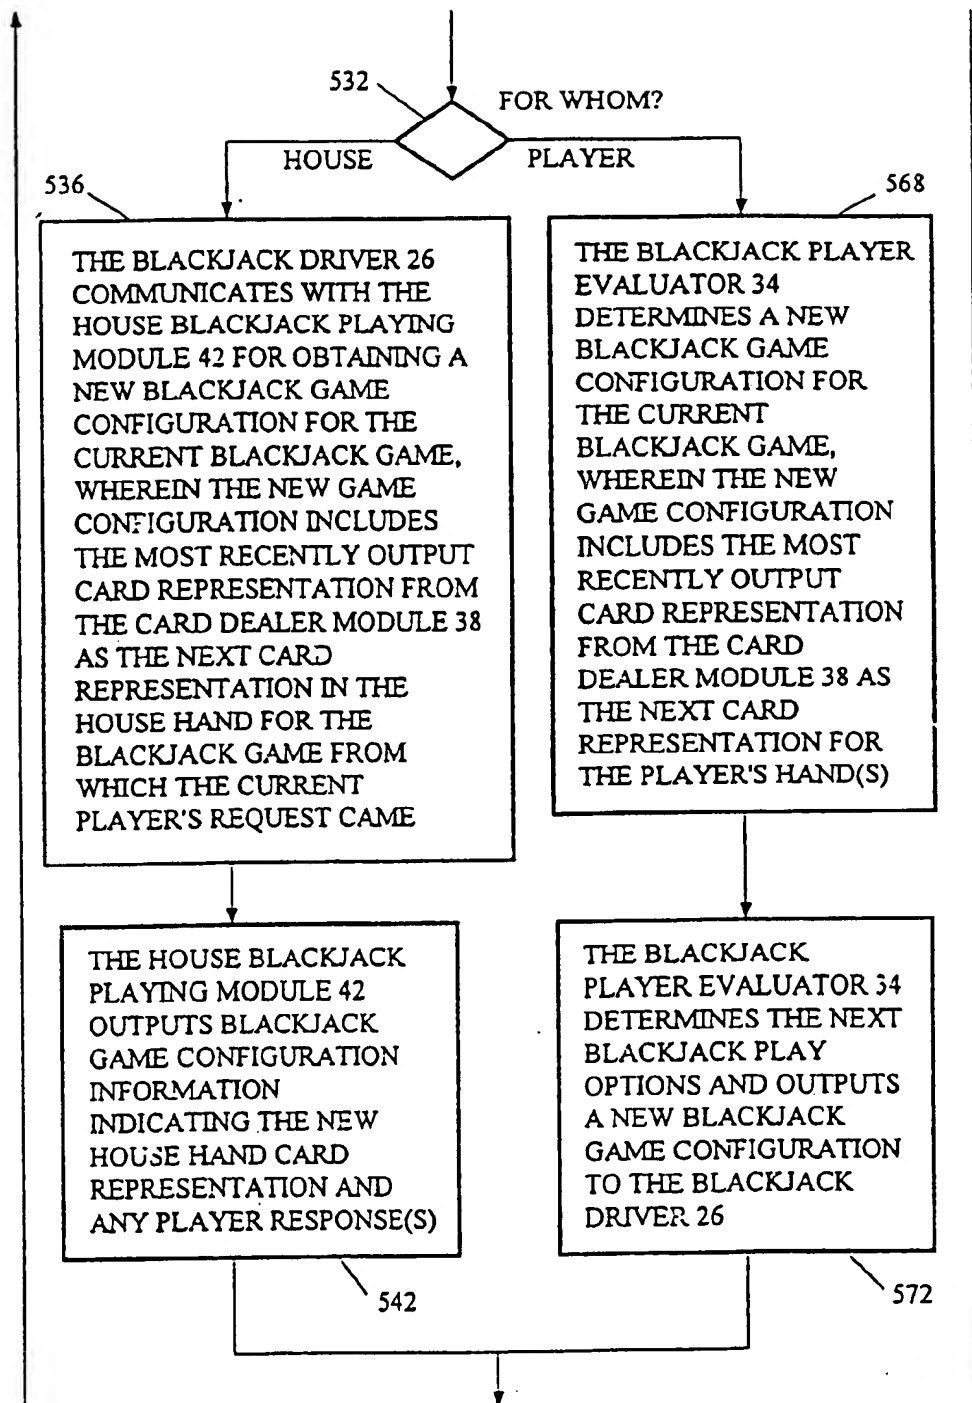 532
FOR WHOM?
HOUSE
PLAYER
536
THE BLACKJACK DRIVER 26
COMMUNICATES WITH THE
HOUSE BLACKJACK PLAYING
MODULE 42 FOR OBTAINING A
NEW BLACKJACK GAME
CONFIGURATION FOR THE
CURRENT BLACKJACK GAME,
WHEREIN THE NEW GAME
CONFIGURATION INCLUDES
THE MOST RECENTLY OUTPUT
CARD REPRESENTATION FROM
THE CARD DEALER MODULE 38
AS THE NEXT CARD
REPRESENTATION IN THE
HOUSE HAND FOR THE
BLACKJACK GAME FROM
WHICH THE CURRENT
PLAYER'S REQUEST CAME
568
THE BLACKJACK PLAYER
EVALUATOR 34
DETERMINES A NEW
BLACKJACK GAME
CONFIGURATION FOR
THE CURRENT
BLACKJACK GAME,
WHEREIN THE NEW
GAME CONFIGURATION
INCLUDES THE MOST
RECENTLY OUTPUT
CARD REPRESENTATION
FROM THE CARD
DEALER MODULE 38 AS
THE NEXT CARD
REPRESENTATION FOR
THE PLAYER'S HAND(S)
THE HOUSE BLACKJACK
PLAYING MODULE 42
OUTPUTS BLACKJACK
GAME CONFIGURATION
INFORMATION
INDICATING THE NEW
HOUSE HAND CARD
REPRESENTATION AND
ANY PLAYER RESPONSE(S)
542
THE BLACKJACK
PLAYER EVALUATOR 34
DETERMINES THE NEXT
BLACKJACK PLAY
OPTIONS AND OUTPUTS
A NEW BLACKJACK
GAME CONFIGURATION
TO THE BLACKJACK
DRIVER 26
572